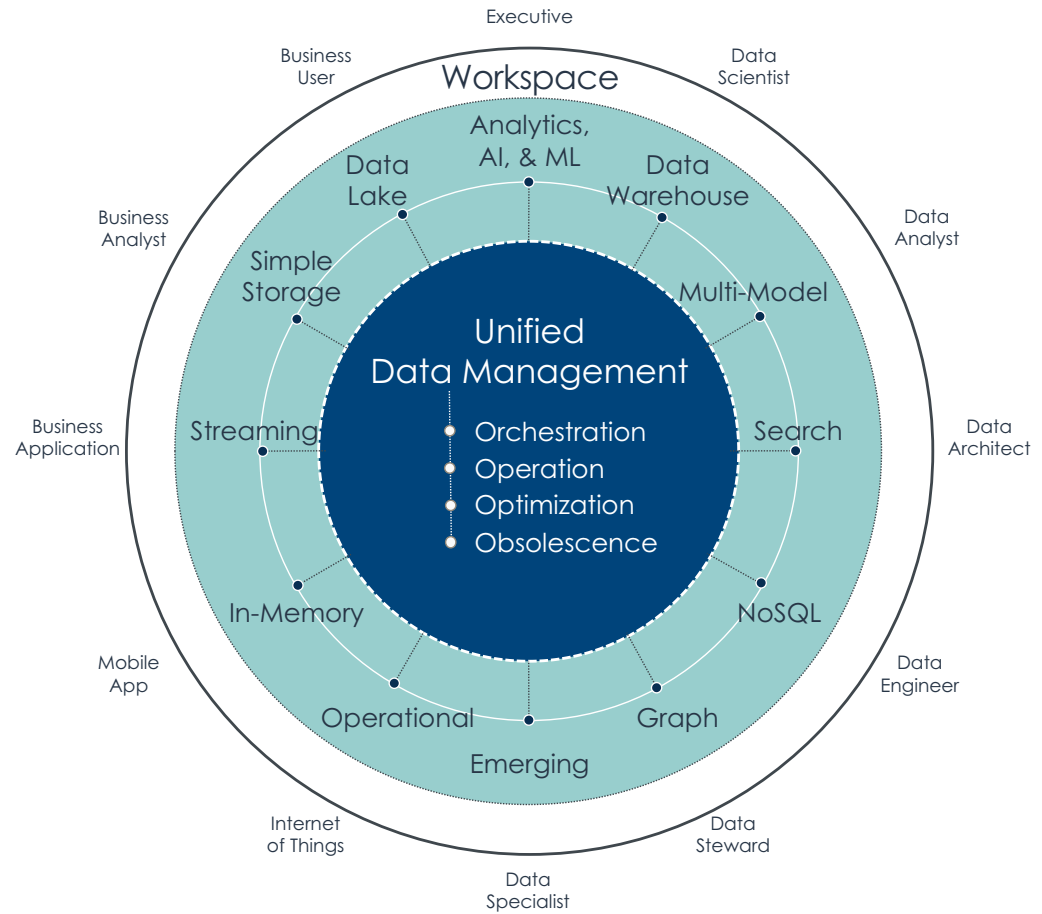 Executive
Business
User
Data
Scientist
Workspace
Analytics,
AI, & ML
Data
Lake
Data
Warehouse
Business
Analyst
Data
Analyst
Simple
Storage
Multi-Model
Unified
Data Management
Business
Application
Streaming
Orchestration
Operation
Optimization
Obsolescence
Search
Data
Architect
In-Memory
NoSQL
Mobile
App
Data
Engineer
Operational
Graph
Emerging
Internet
of Things
Data
Steward
Data
Specialist